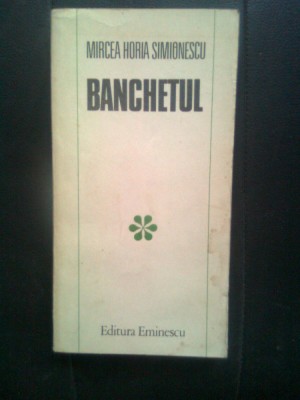 MIRCEA HORIA SIMIONESCU
BANCHETUL
Editura Eminescu